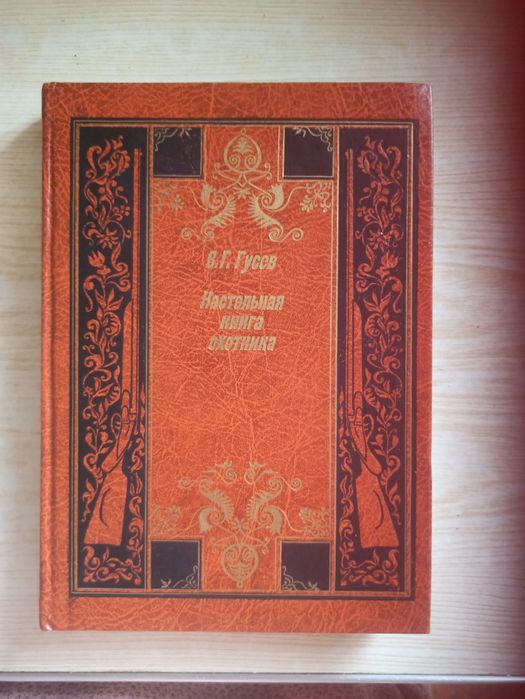 В.Г. Гусев
Настольная
книга
охотника